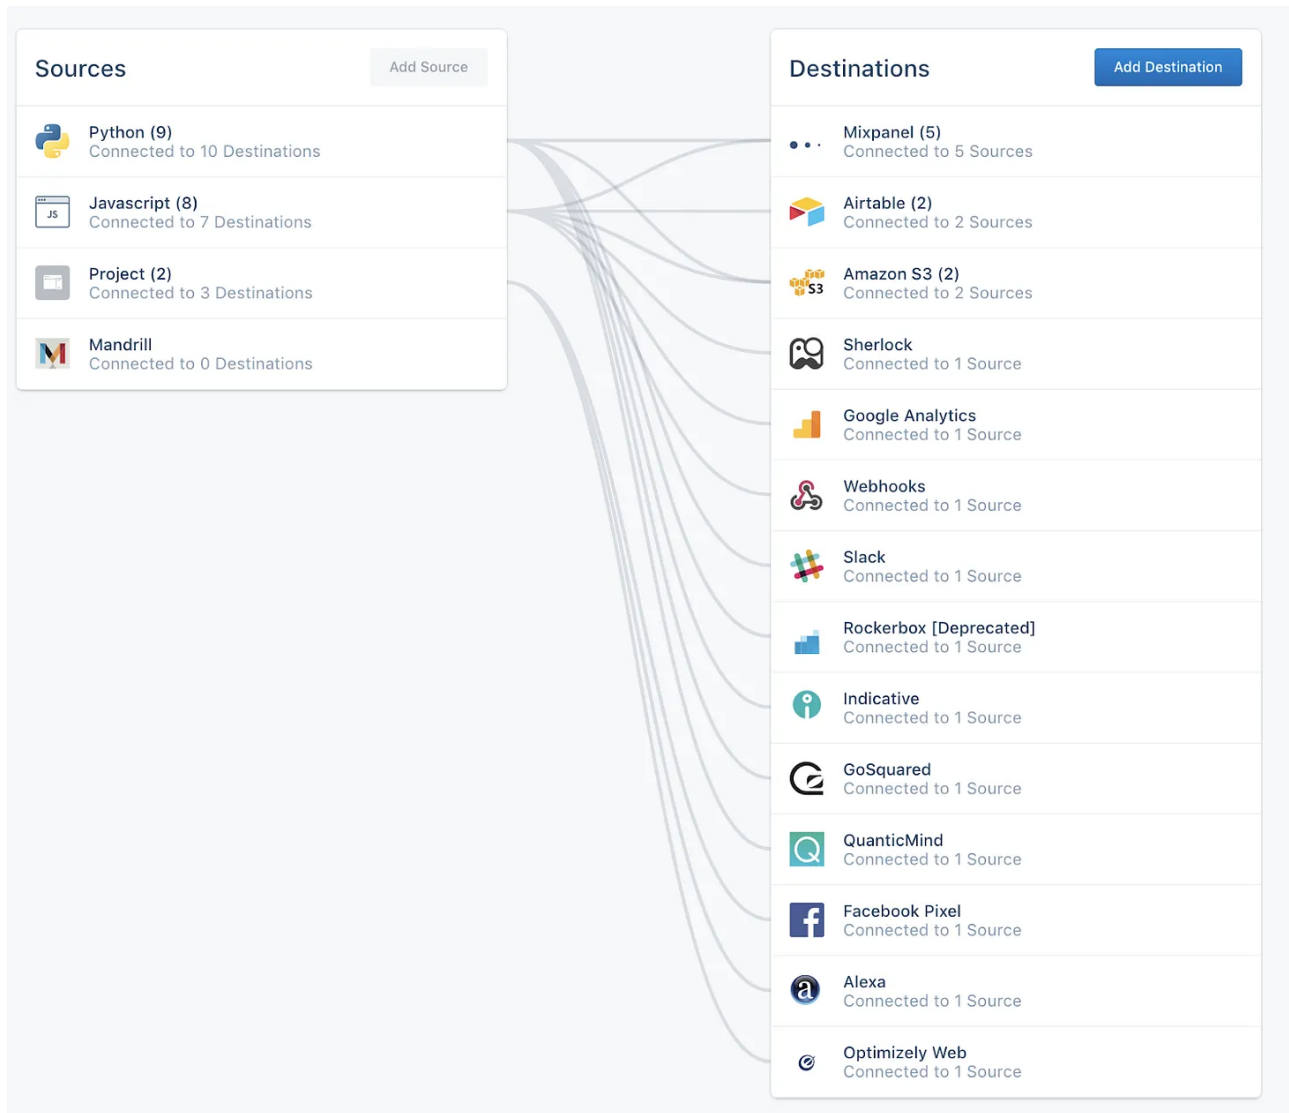 Sources
Add Source
Python (9)
Connected to 10 Destinations
JS
Javascript (8)
Connected to 7 Destinations
Project (2)
Connected to 3 Destinations
Mandrill
Connected to 0 Destinations
Destinations
Add Destination
Mixpanel (5)
Connected to 5 Sources
Airtable (2)
Connected to 2 Sources
S3
Amazon S3 (2)
Connected to 2 Sources
Sherlock
Connected to 1 Source
Google Analytics
Connected to 1 Source
Webhooks
Connected to 1 Source
Slack
Connected to 1 Source
Rockerbox [Deprecated]
Connected to 1 Source
Indicative
Connected to 1 Source
GoSquared
Connected to 1 Source
QuanticMind
Connected to 1 Source
Facebook Pixel
Connected to 1 Source
Alexa
Connected to 1 Source
Optimizely Web
Connected to 1 Source